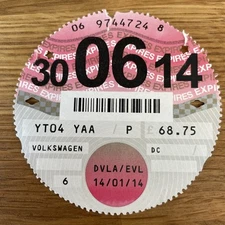 06 9744724 8
30 06 14
YT04 YAA / P £68.75
VOLKSWAGEN DC /
6
DVLA/EVL
14/01/14